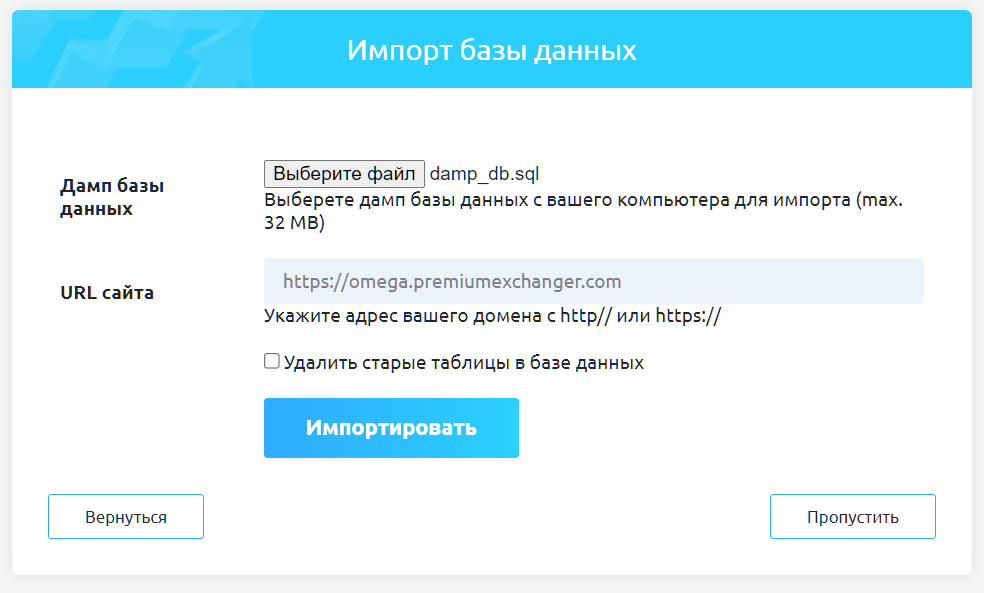 Импорт базы данных
Дамп базы
данных
Выберите файл damp_db.sql
Выберете дамп базы данных с вашего компьютера для импорта (max.
32 MB)
URL сайта
https://omega.premiumexchanger.com
Укажите адрес вашего домена с http// или https://
Удалить старые таблицы в базе данных
Импортировать
Вернуться
Пропустить